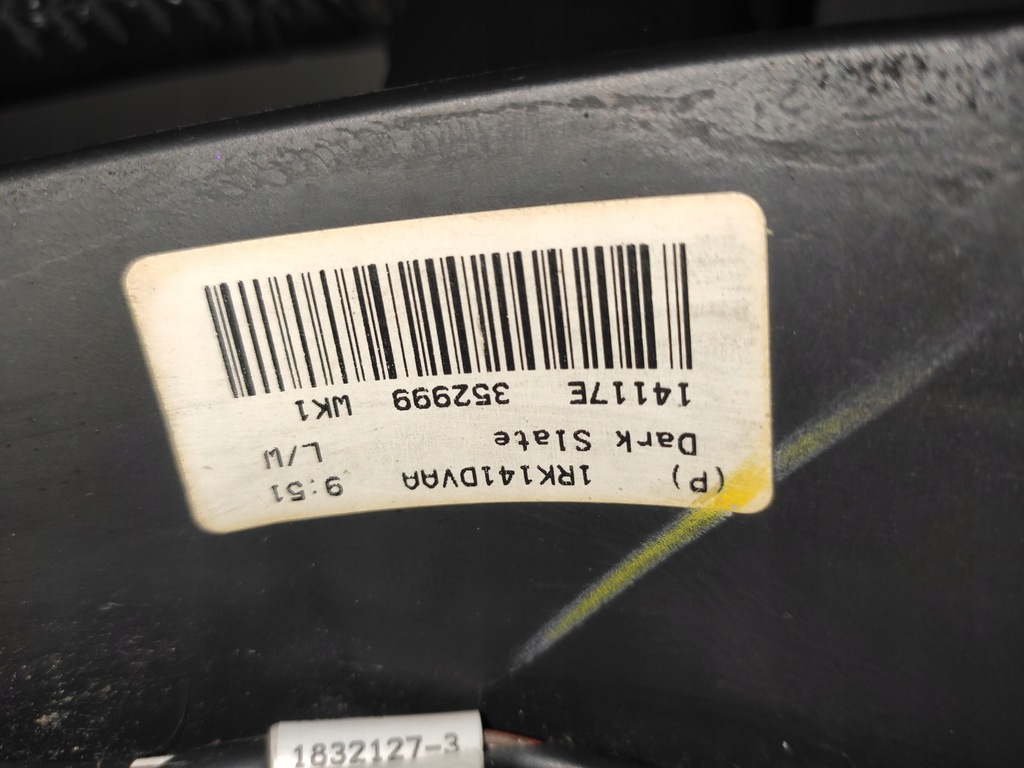 (P) 1RK141DVAA 9:51
Dark Slate L/W
14117E 352999 WK1
1832127-3